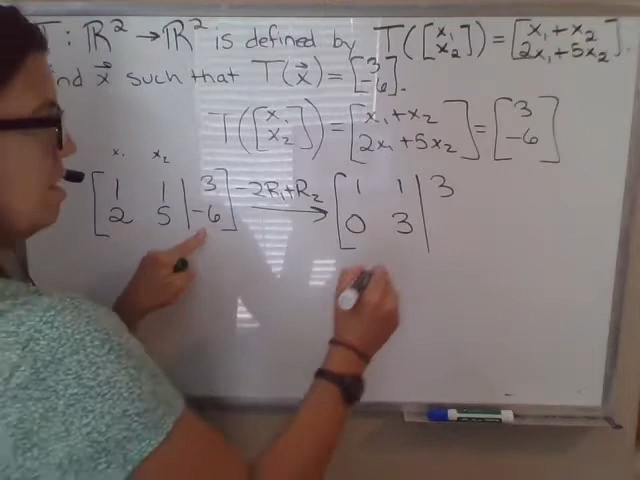 T: ℝ² → ℝ² is defined by T([x₁ x₂]) = [x₁+x₂ 2x₁+5x₂].
ind x⃗ such that T(x⃗) = [3 -6].
T([x₁ x₂]) = [x₁+x₂ 2x₁+5x₂] = [3 -6]
x₁ x₂
[1 1 | 3 -2R₁+R₂ [1 1 | 3
2 5 | -6] → 0 3 |